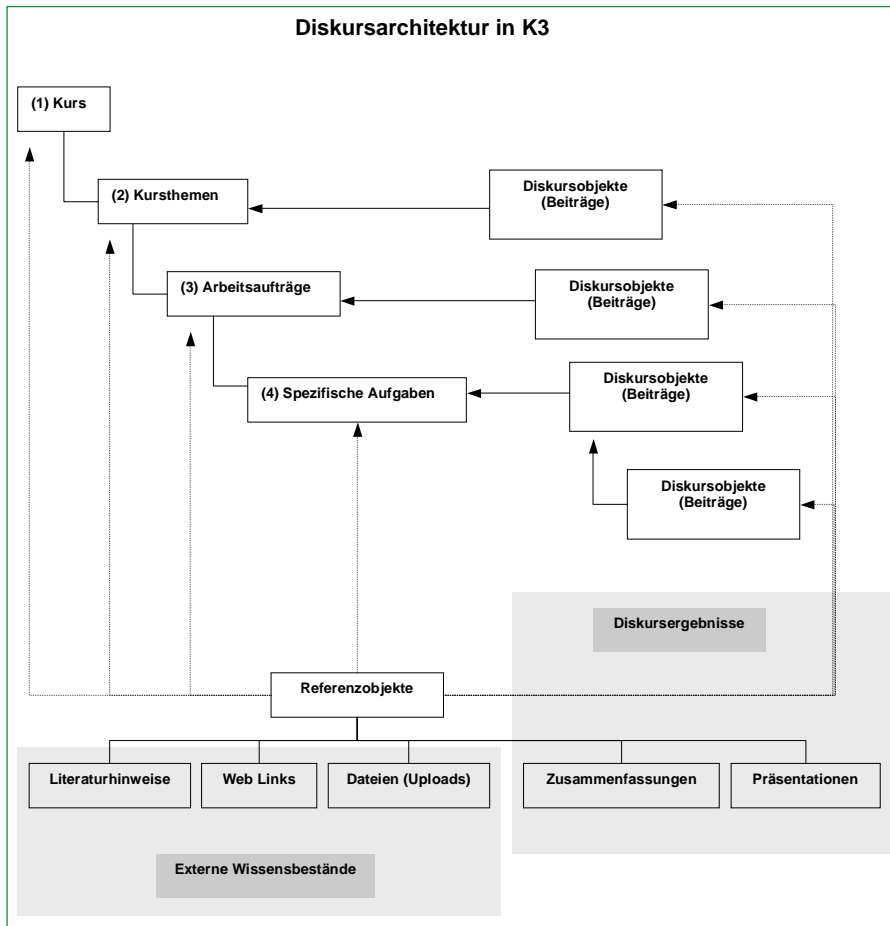 Diskursarchitektur in K3
(1) Kurs
(2) Kursthemen
Diskursobjekte
(Beiträge)
(3) Arbeitsaufträge
Diskursobjekte
(Beiträge)
(4) Spezifische Aufgaben
Diskursobjekte
(Beiträge)
Diskursobjekte
(Beiträge)
Diskursergebnisse
Referenzobjekte
Literaturhinweise
Web Links
Dateien (Uploads)
Zusammenfassungen
Präsentationen
Externe Wissensbestände